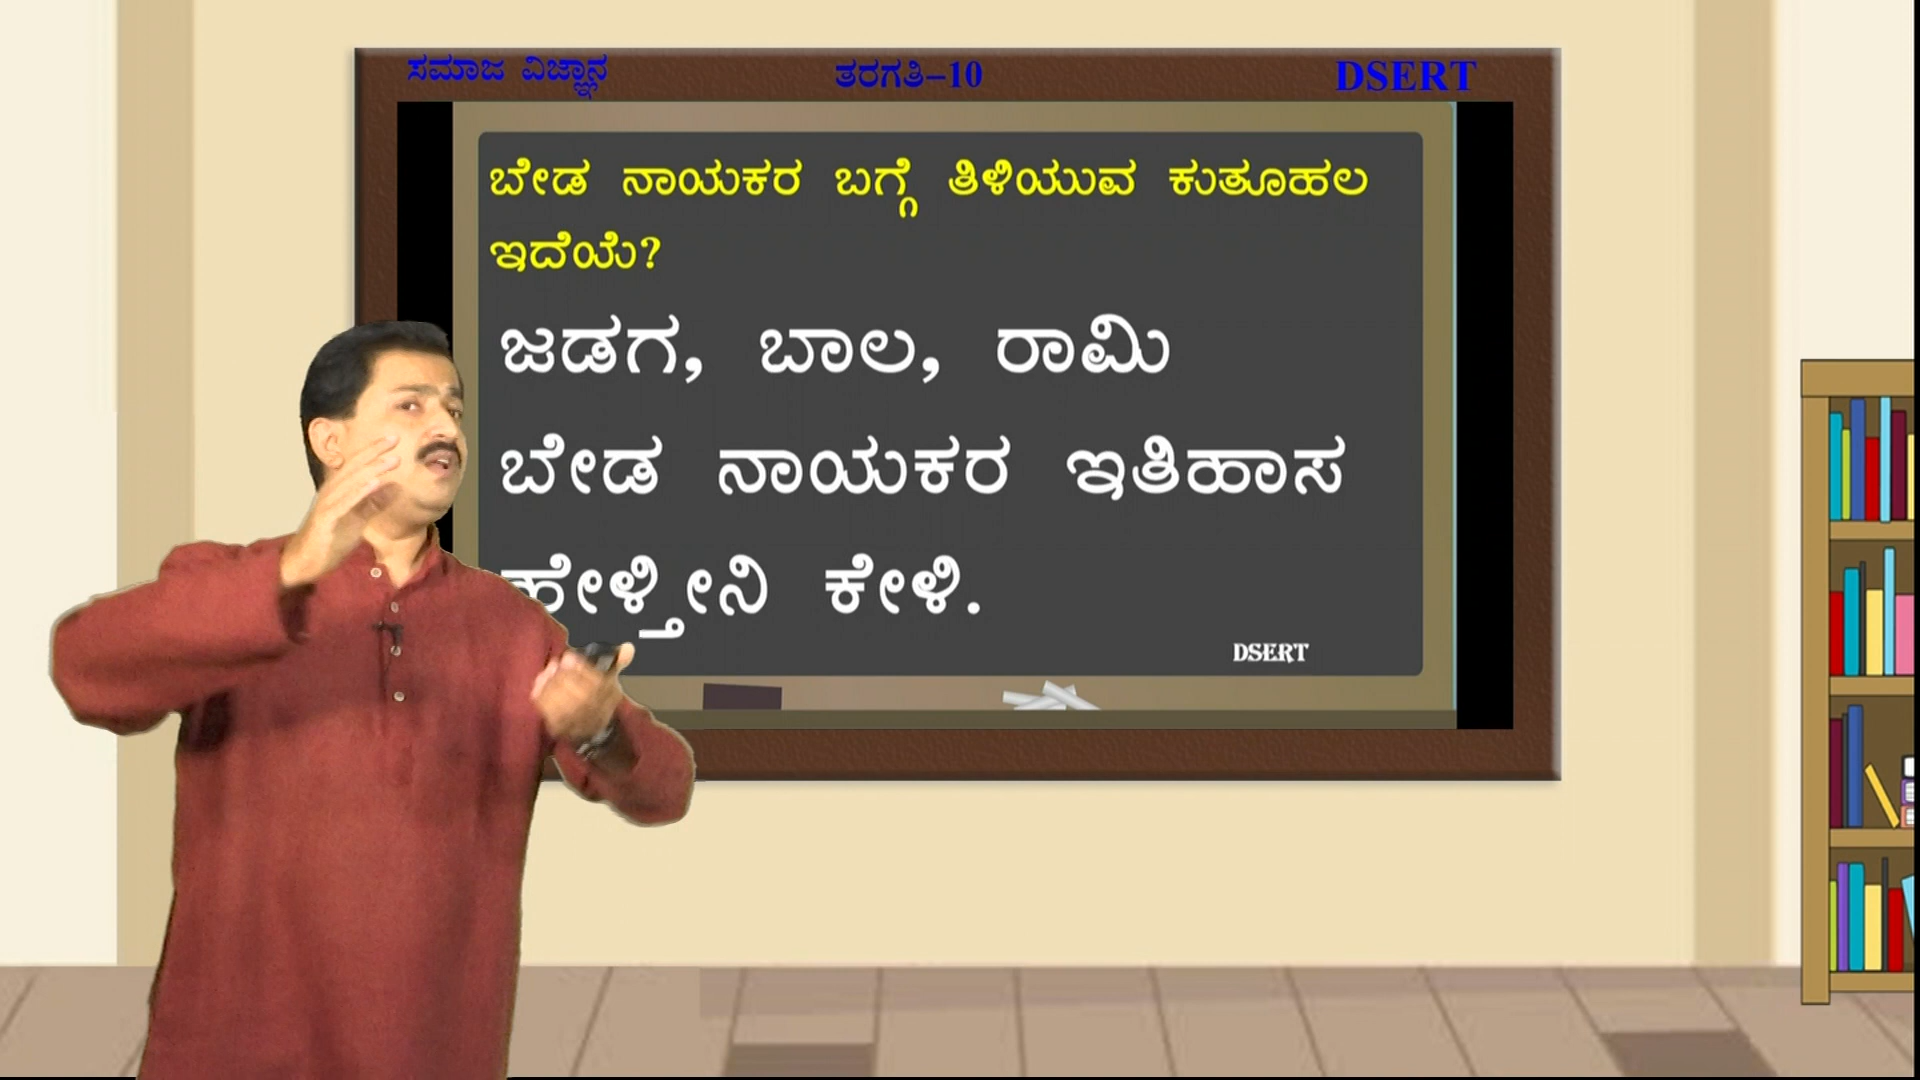 ಸಮಾಜ ವಿಜ್ಞಾನ ತರಗತಿ-10 DSERT
ಬೇಡ ನಾಯಕರ ಬಗ್ಗೆ ತಿಳಿಯುವ ಕುತೂಹಲ
ಇದೆಯೆ?
ಜಡಗ, ಬಾಲ, ರಾಮಿ
ಬೇಡ ನಾಯಕರ ಇತಿಹಾಸ
ಹೇಳ್ತೀನಿ ಕೇಳಿ.
DSERT